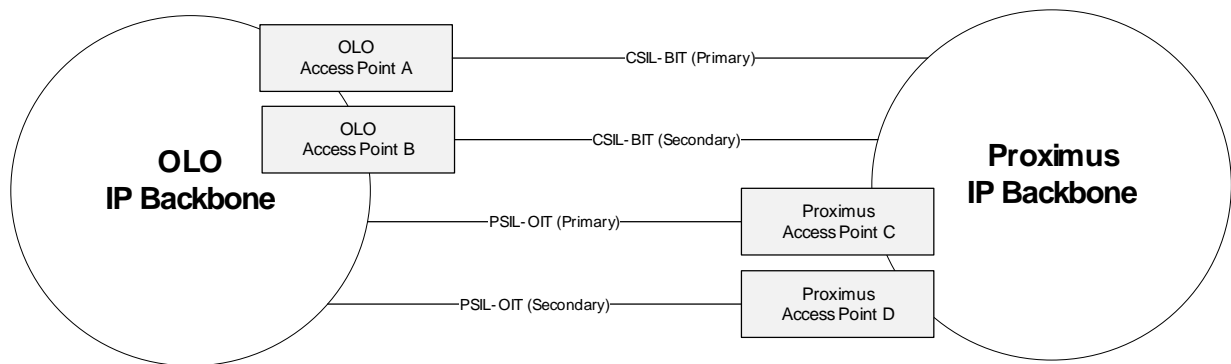 OLO
Access Point A
CSIL-BIT (Primary)
OLO
Access Point B
CSIL-BIT (Secondary)
OLO
IP Backbone
Proximus
IP Backbone
PSIL-OIT (Primary)
Proximus
Access Point C
PSIL-OIT (Secondary)
Proximus
Access Point D